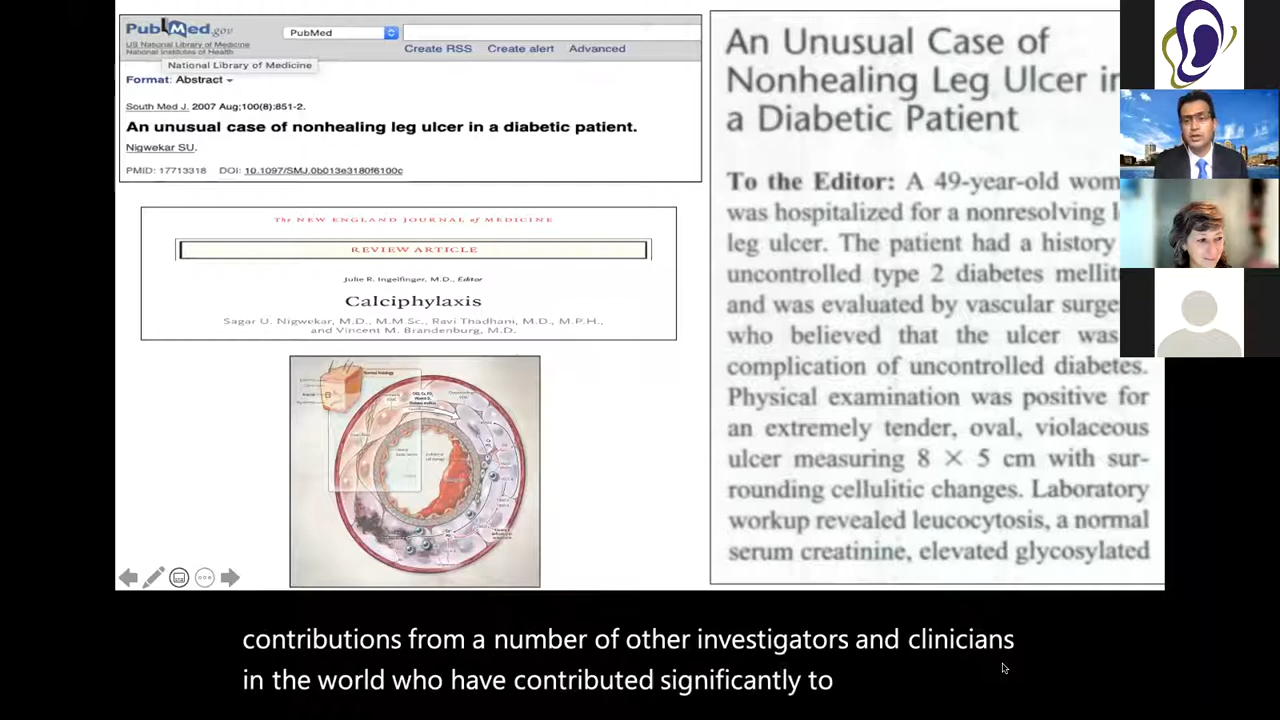 PubMed.gov
US National Library of Medicine
National Institutes of Health
PubMed
Create RSS Create alert Advanced
National Library of Medicine
Format: Abstract
South Med J. 2007 Aug;100(8):851-2.
An unusual case of nonhealing leg ulcer in a diabetic patient.
Nigwekar SU.
PMID: 17713318 DOI: 10.1097/SMJ.0b013e3180f6100c
The NEW ENGLAND JOURNAL of MEDICINE
REVIEW ARTICLE
Julie R. Ingelfinger, M.D., Editor
Calciphylaxis
Sagar U. Nigwekar, M.D., M.M.Sc., Ravi Thadhani, M.D., M.P.H.,
and Vincent M. Brandenburg, M.D.
Normal histology
An Unusual Case of
Nonhealing Leg Ulcer in
a Diabetic Patient
To the Editor: A 49-year-old wom
was hospitalized for a nonresolving l
leg ulcer. The patient had a history
uncontrolled type 2 diabetes mellit
and was evaluated by vascular surge
who believed that the ulcer was
complication of uncontrolled diabetes.
Physical examination was positive for
an extremely tender, oval, violaceous
ulcer measuring 8 × 5 cm with sur-
rounding cellulitic changes. Laboratory
workup revealed leucocytosis, a normal
serum creatinine, elevated glycosylated
contributions from a number of other investigators and clinicians
in the world who have contributed significantly to